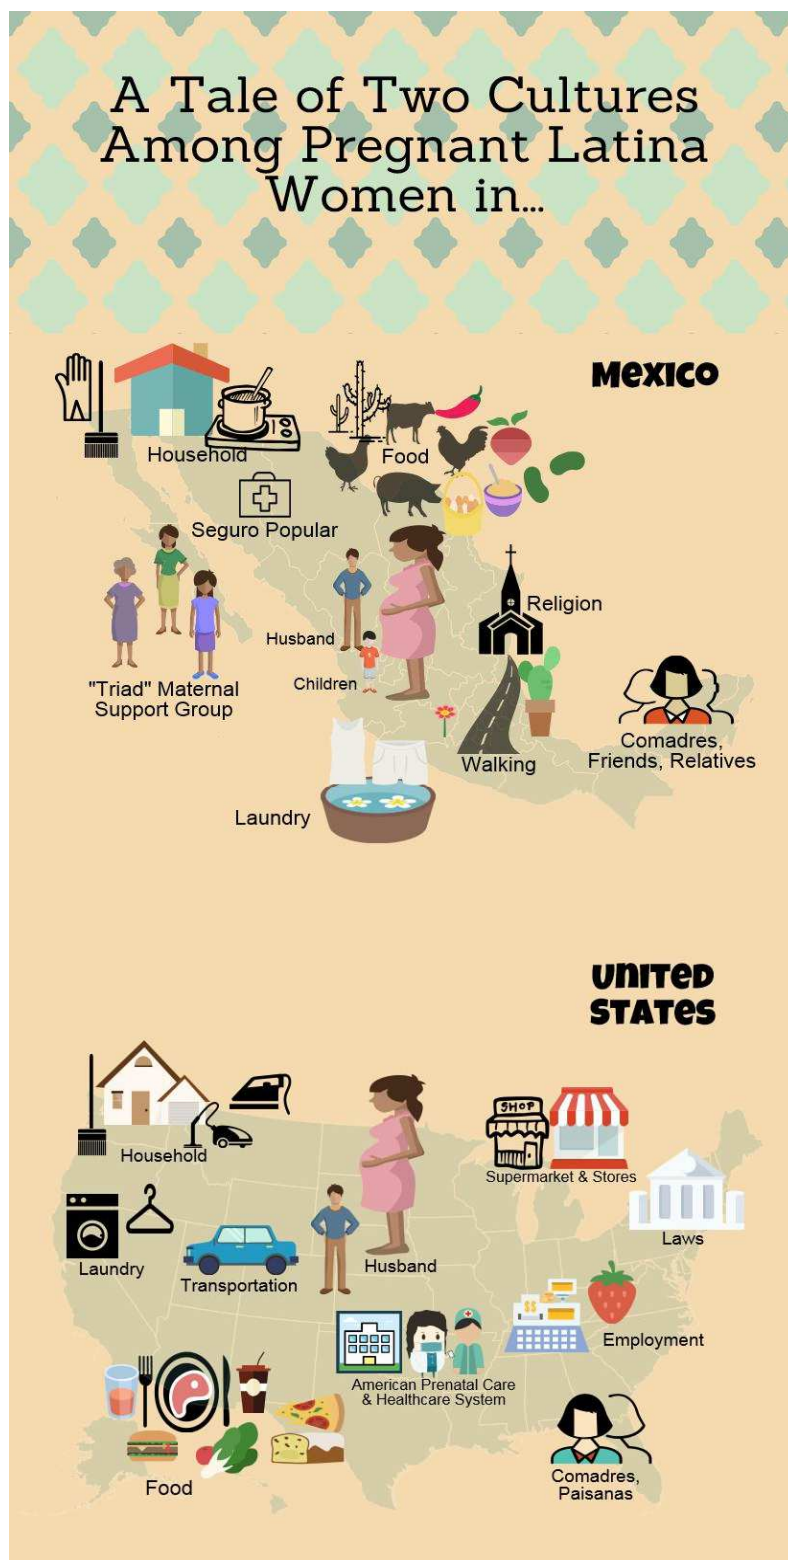 A Tale of Two Cultures
Among Pregnant Latina
Women in...
Mexico
Household
Food
Seguro Popular
Religion
Husband
Children
"Triad" Maternal
Support Group
Comadres,
Friends, Relatives
Walking
Laundry
United
States
Household
SHOP
Supermarket & Stores
Laws
Laundry
Transportation
Husband
$$
Employment
American Prenatal Care
& Healthcare System
Food
Comadres,
Paisanas